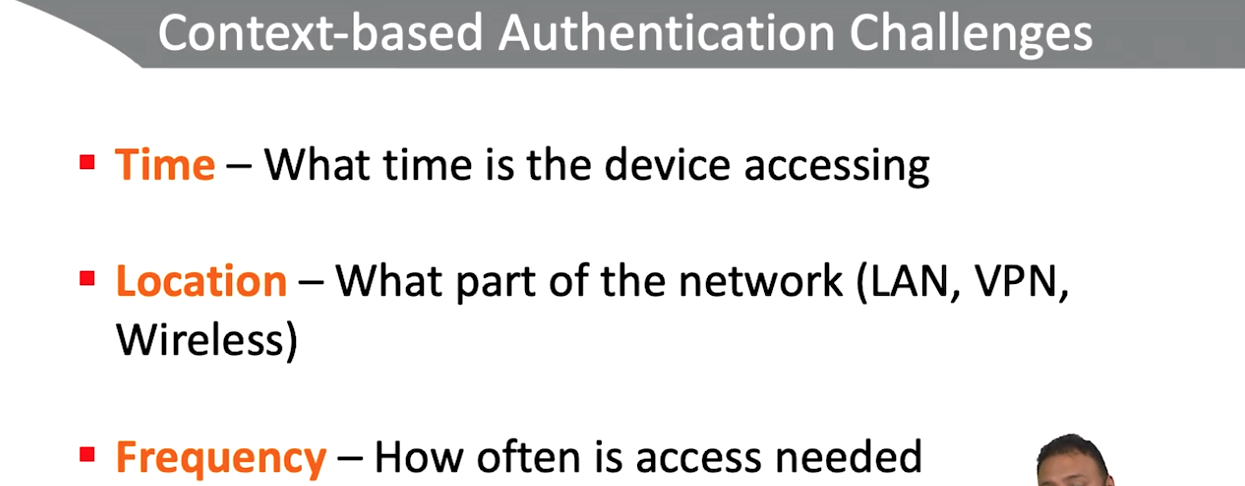 Context-based Authentication Challenges
Time – What time is the device accessing
Location – What part of the network (LAN, VPN,
Wireless)
Frequency – How often is access needed